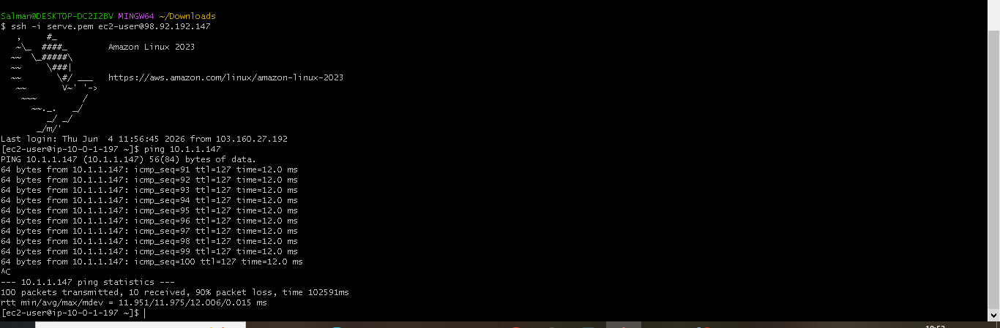 Salman@DESKTOP-DC2I2BV MINGW64 ~/Downloads
$ ssh -i serve.pem ec2-user@98.92.192.147
   ,     #_
   ~\_  ####_        Amazon Linux 2023
  ~~  \_#####\
  ~~     \###|
  ~~       \#/ ___   https://aws.amazon.com/linux/amazon-linux-2023
   ~~       V~' '->
    ~~~         /
      ~~._.   _/
         _/ _/
       _/m/'
Last login: Thu Jun  4 11:56:45 2026 from 103.160.27.192
[ec2-user@ip-10-0-1-197 ~]$ ping 10.1.1.147
PING 10.1.1.147 (10.1.1.147) 56(84) bytes of data.
64 bytes from 10.1.1.147: icmp_seq=91 ttl=127 time=12.0 ms
64 bytes from 10.1.1.147: icmp_seq=92 ttl=127 time=12.0 ms
64 bytes from 10.1.1.147: icmp_seq=93 ttl=127 time=12.0 ms
64 bytes from 10.1.1.147: icmp_seq=94 ttl=127 time=12.0 ms
64 bytes from 10.1.1.147: icmp_seq=95 ttl=127 time=12.0 ms
64 bytes from 10.1.1.147: icmp_seq=96 ttl=127 time=12.0 ms
64 bytes from 10.1.1.147: icmp_seq=97 ttl=127 time=12.0 ms
64 bytes from 10.1.1.147: icmp_seq=98 ttl=127 time=12.0 ms
64 bytes from 10.1.1.147: icmp_seq=99 ttl=127 time=12.0 ms
64 bytes from 10.1.1.147: icmp_seq=100 ttl=127 time=12.0 ms
^C
--- 10.1.1.147 ping statistics ---
100 packets transmitted, 10 received, 90% packet loss, time 102591ms
rtt min/avg/max/mdev = 11.951/11.975/12.006/0.015 ms
[ec2-user@ip-10-0-1-197 ~]$